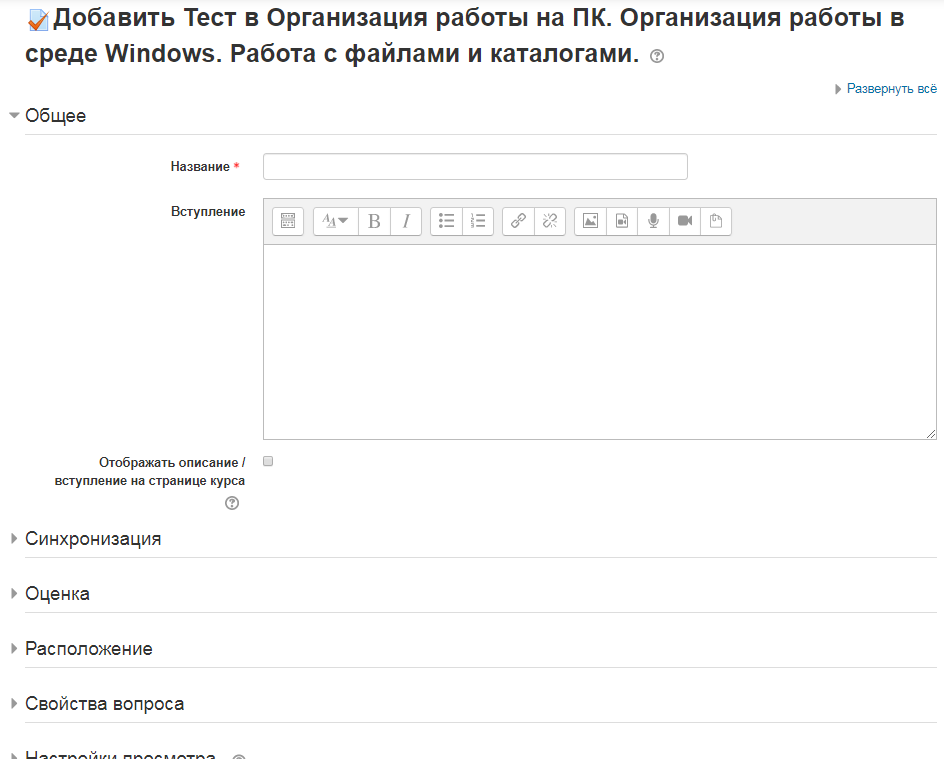 Добавить Тест в Организация работы на ПК. Организация работы в
среде Windows. Работа с файлами и каталогами.
Развернуть всё
Общее
Название *
Вступление
Отображать описание /
вступление на странице курса
Синхронизация
Оценка
Расположение
Свойства вопроса
Настройки просмотра